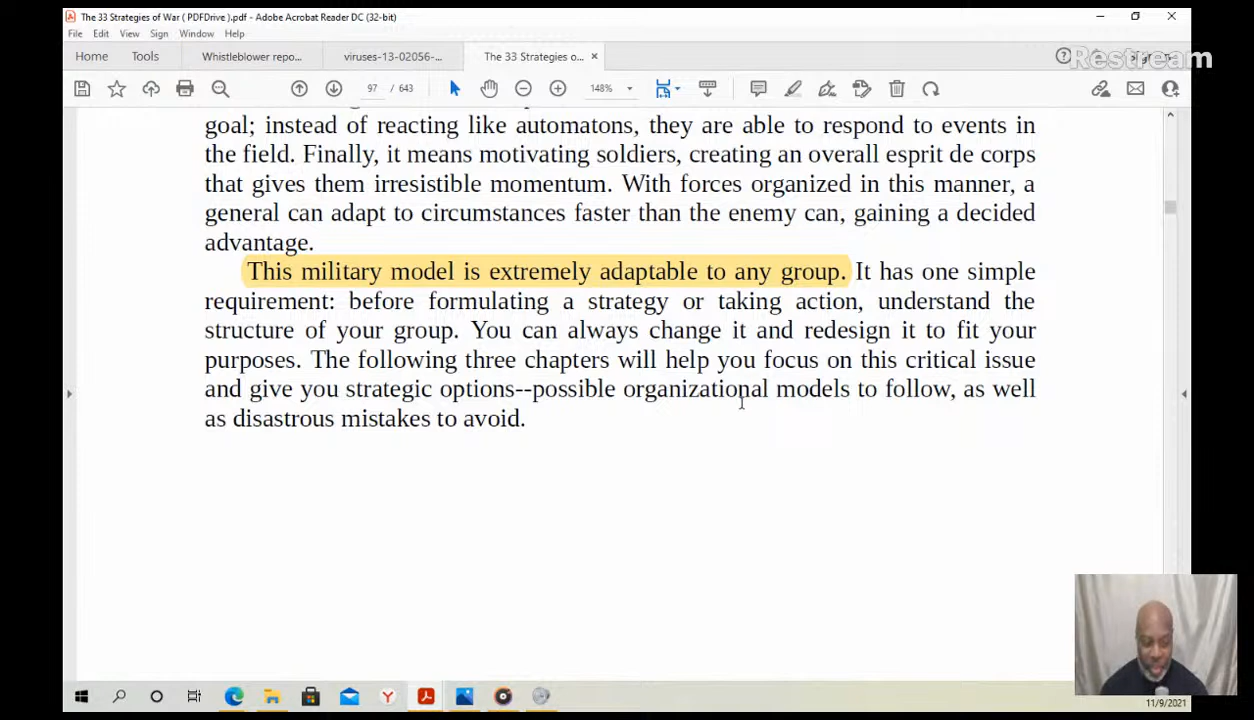 The 33 Strategies of War ( PDFDrive ).pdf - Adobe Acrobat Reader DC (32-bit)
File Edit View Sign Window Help
Home Tools Whistleblower repo... viruses-13-02056-... The 33 Strategies o... ×
Restream
97 / 643 148%
goal; instead of reacting like automatons, they are able to respond to events in
the field. Finally, it means motivating soldiers, creating an overall esprit de corps
that gives them irresistible momentum. With forces organized in this manner, a
general can adapt to circumstances faster than the enemy can, gaining a decided
advantage.
This military model is extremely adaptable to any group. It has one simple
requirement: before formulating a strategy or taking action, understand the
structure of your group. You can always change it and redesign it to fit your
purposes. The following three chapters will help you focus on this critical issue
and give you strategic options--possible organizational models to follow, as well
as disastrous mistakes to avoid.
11/9/2021